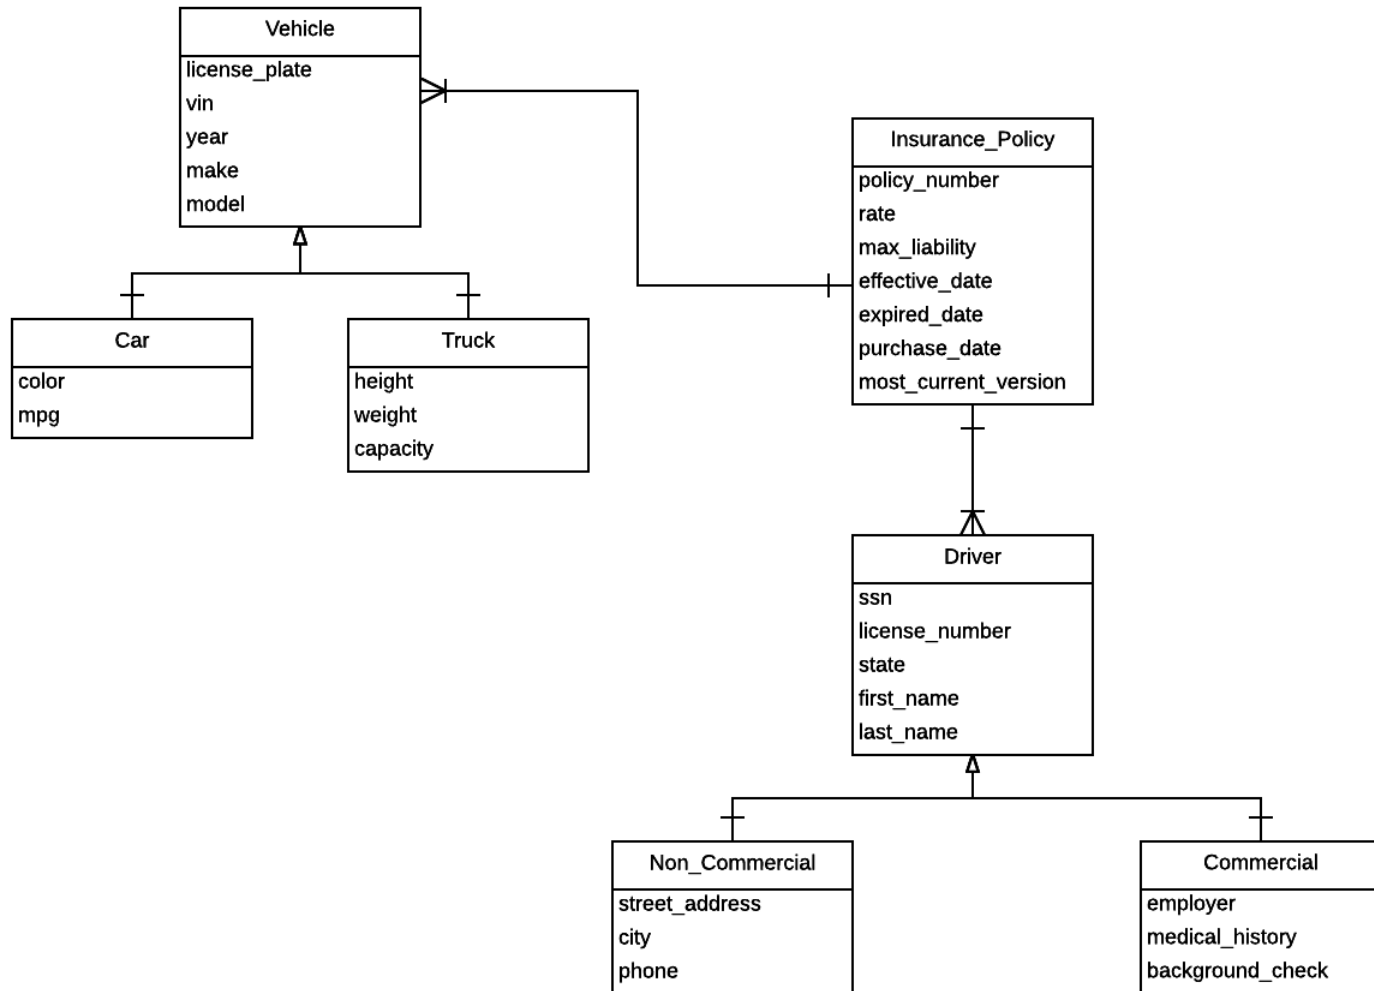 Vehicle
license_plate
vin
year
make
model
Insurance_Policy
policy_number
rate
max_liability
effective_date
expired_date
purchase_date
most_current_version
Car
color
mpg
Truck
height
weight
capacity
Driver
ssn
license_number
state
first_name
last_name
Non_Commercial
street_address
city
phone
Commercial
employer
medical_history
background_check